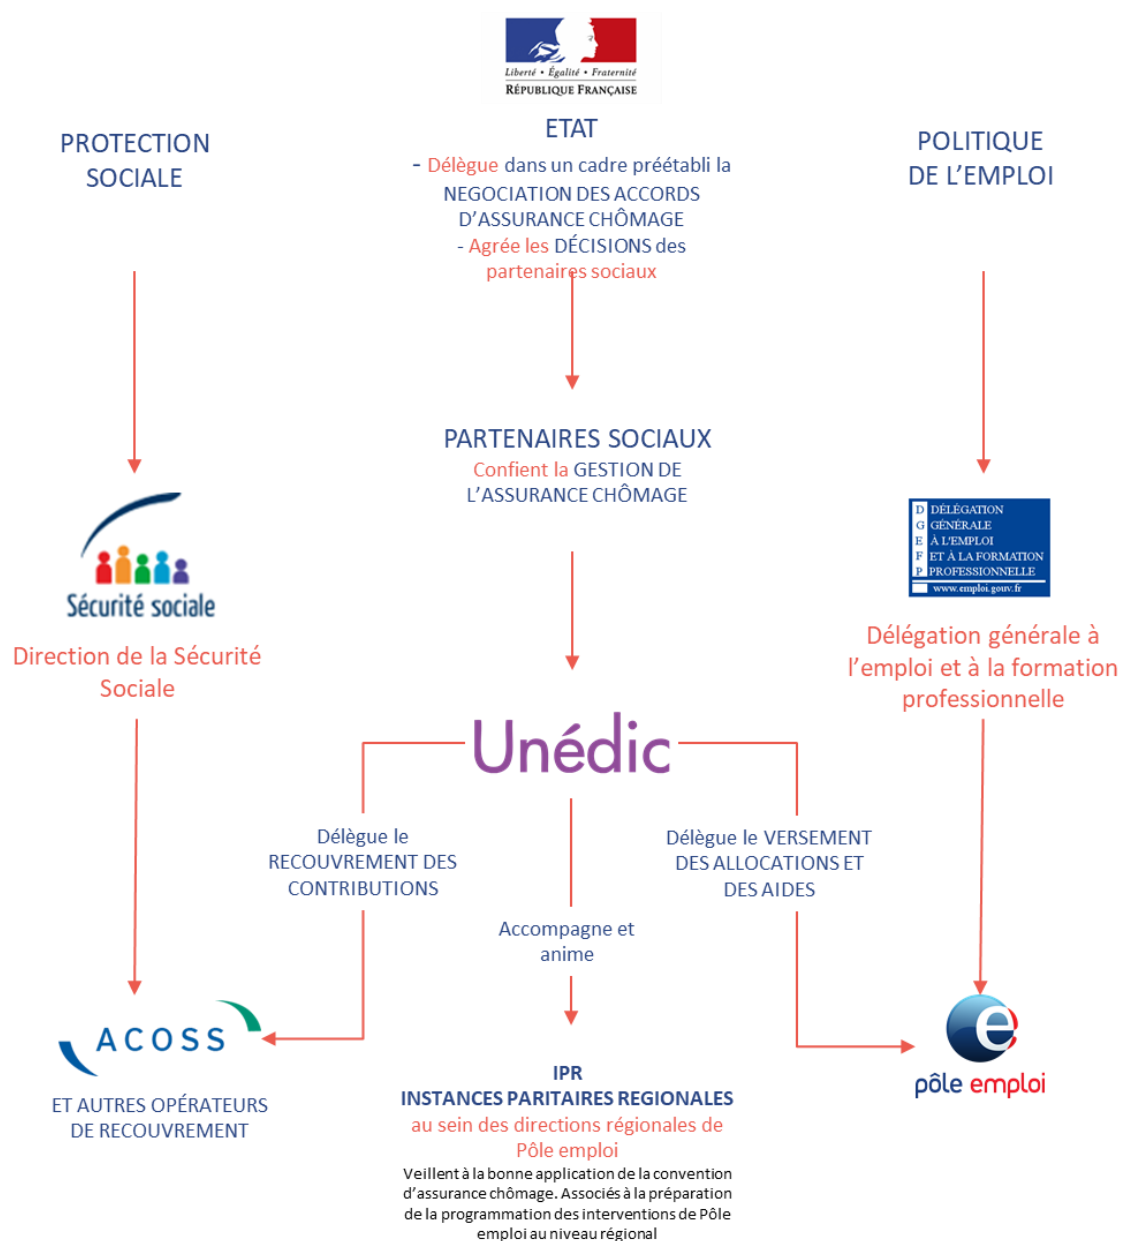 Liberté • Égalité • Fraternité
RÉPUBLIQUE FRANÇAISE
PROTECTION
SOCIALE
ETAT
- Délègue dans un cadre préétabli la
NEGOCIATION DES ACCORDS
D’ASSURANCE CHÔMAGE
- Agrée les DÉCISIONS des
partenaires sociaux
POLITIQUE
DE L’EMPLOI
PARTENAIRES SOCIAUX
Confient la GESTION DE
L’ASSURANCE CHÔMAGE
Sécurité sociale
Direction de la Sécurité
Sociale
D DÉLÉGATION
G GÉNÉRALE
E À L'EMPLOI
F ET À LA FORMATION
P PROFESSIONNELLE
www.emploi.gouv.fr
Délégation générale à
l’emploi et à la formation
professionnelle
Unédic
Délègue le
RECOUVREMENT DES
CONTRIBUTIONS
Accompagne et
anime
Délègue le VERSEMENT
DES ALLOCATIONS ET
DES AIDES
ACOSS
ET AUTRES OPÉRATEURS
DE RECOUVREMENT
IPR
INSTANCES PARITAIRES REGIONALES
au sein des directions régionales de
Pôle emploi
Veillent à la bonne application de la convention
d’assurance chômage. Associés à la préparation
de la programmation des interventions de Pôle
emploi au niveau régional
e
pôle emploi